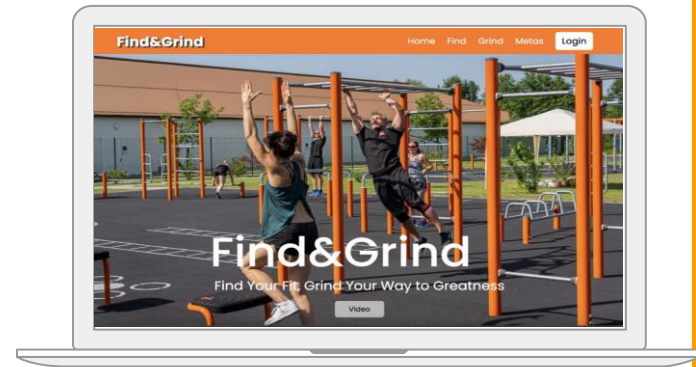 Find&Grind
Home Find Grind Metas Login
Find&Grind
Find Your Fit, Grind Your Way to Greatness
Video